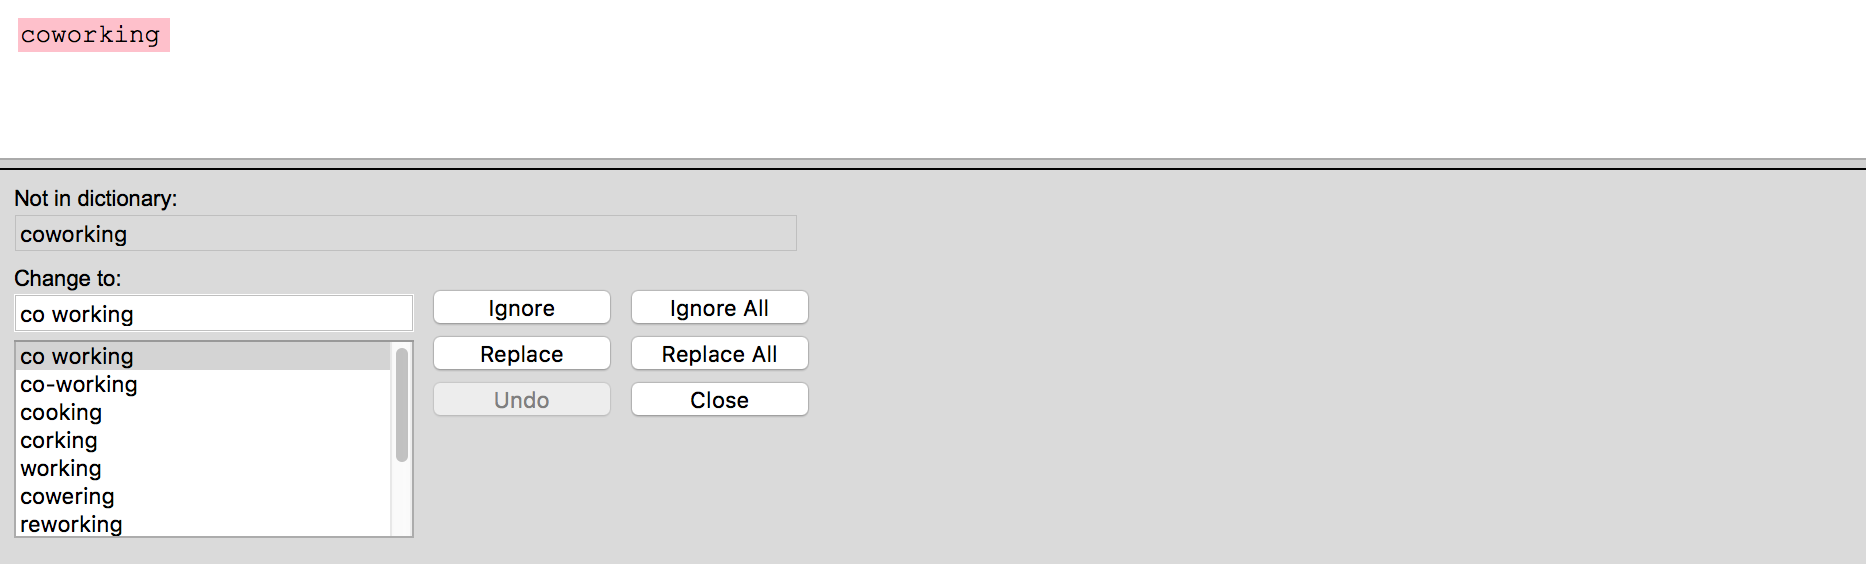 coworking
Not in dictionary:
coworking
Change to:
co working
Ignore
Ignore All
co working
Replace
Replace All
co-working
Undo
Close
cooking
corking
working
cowering
reworking